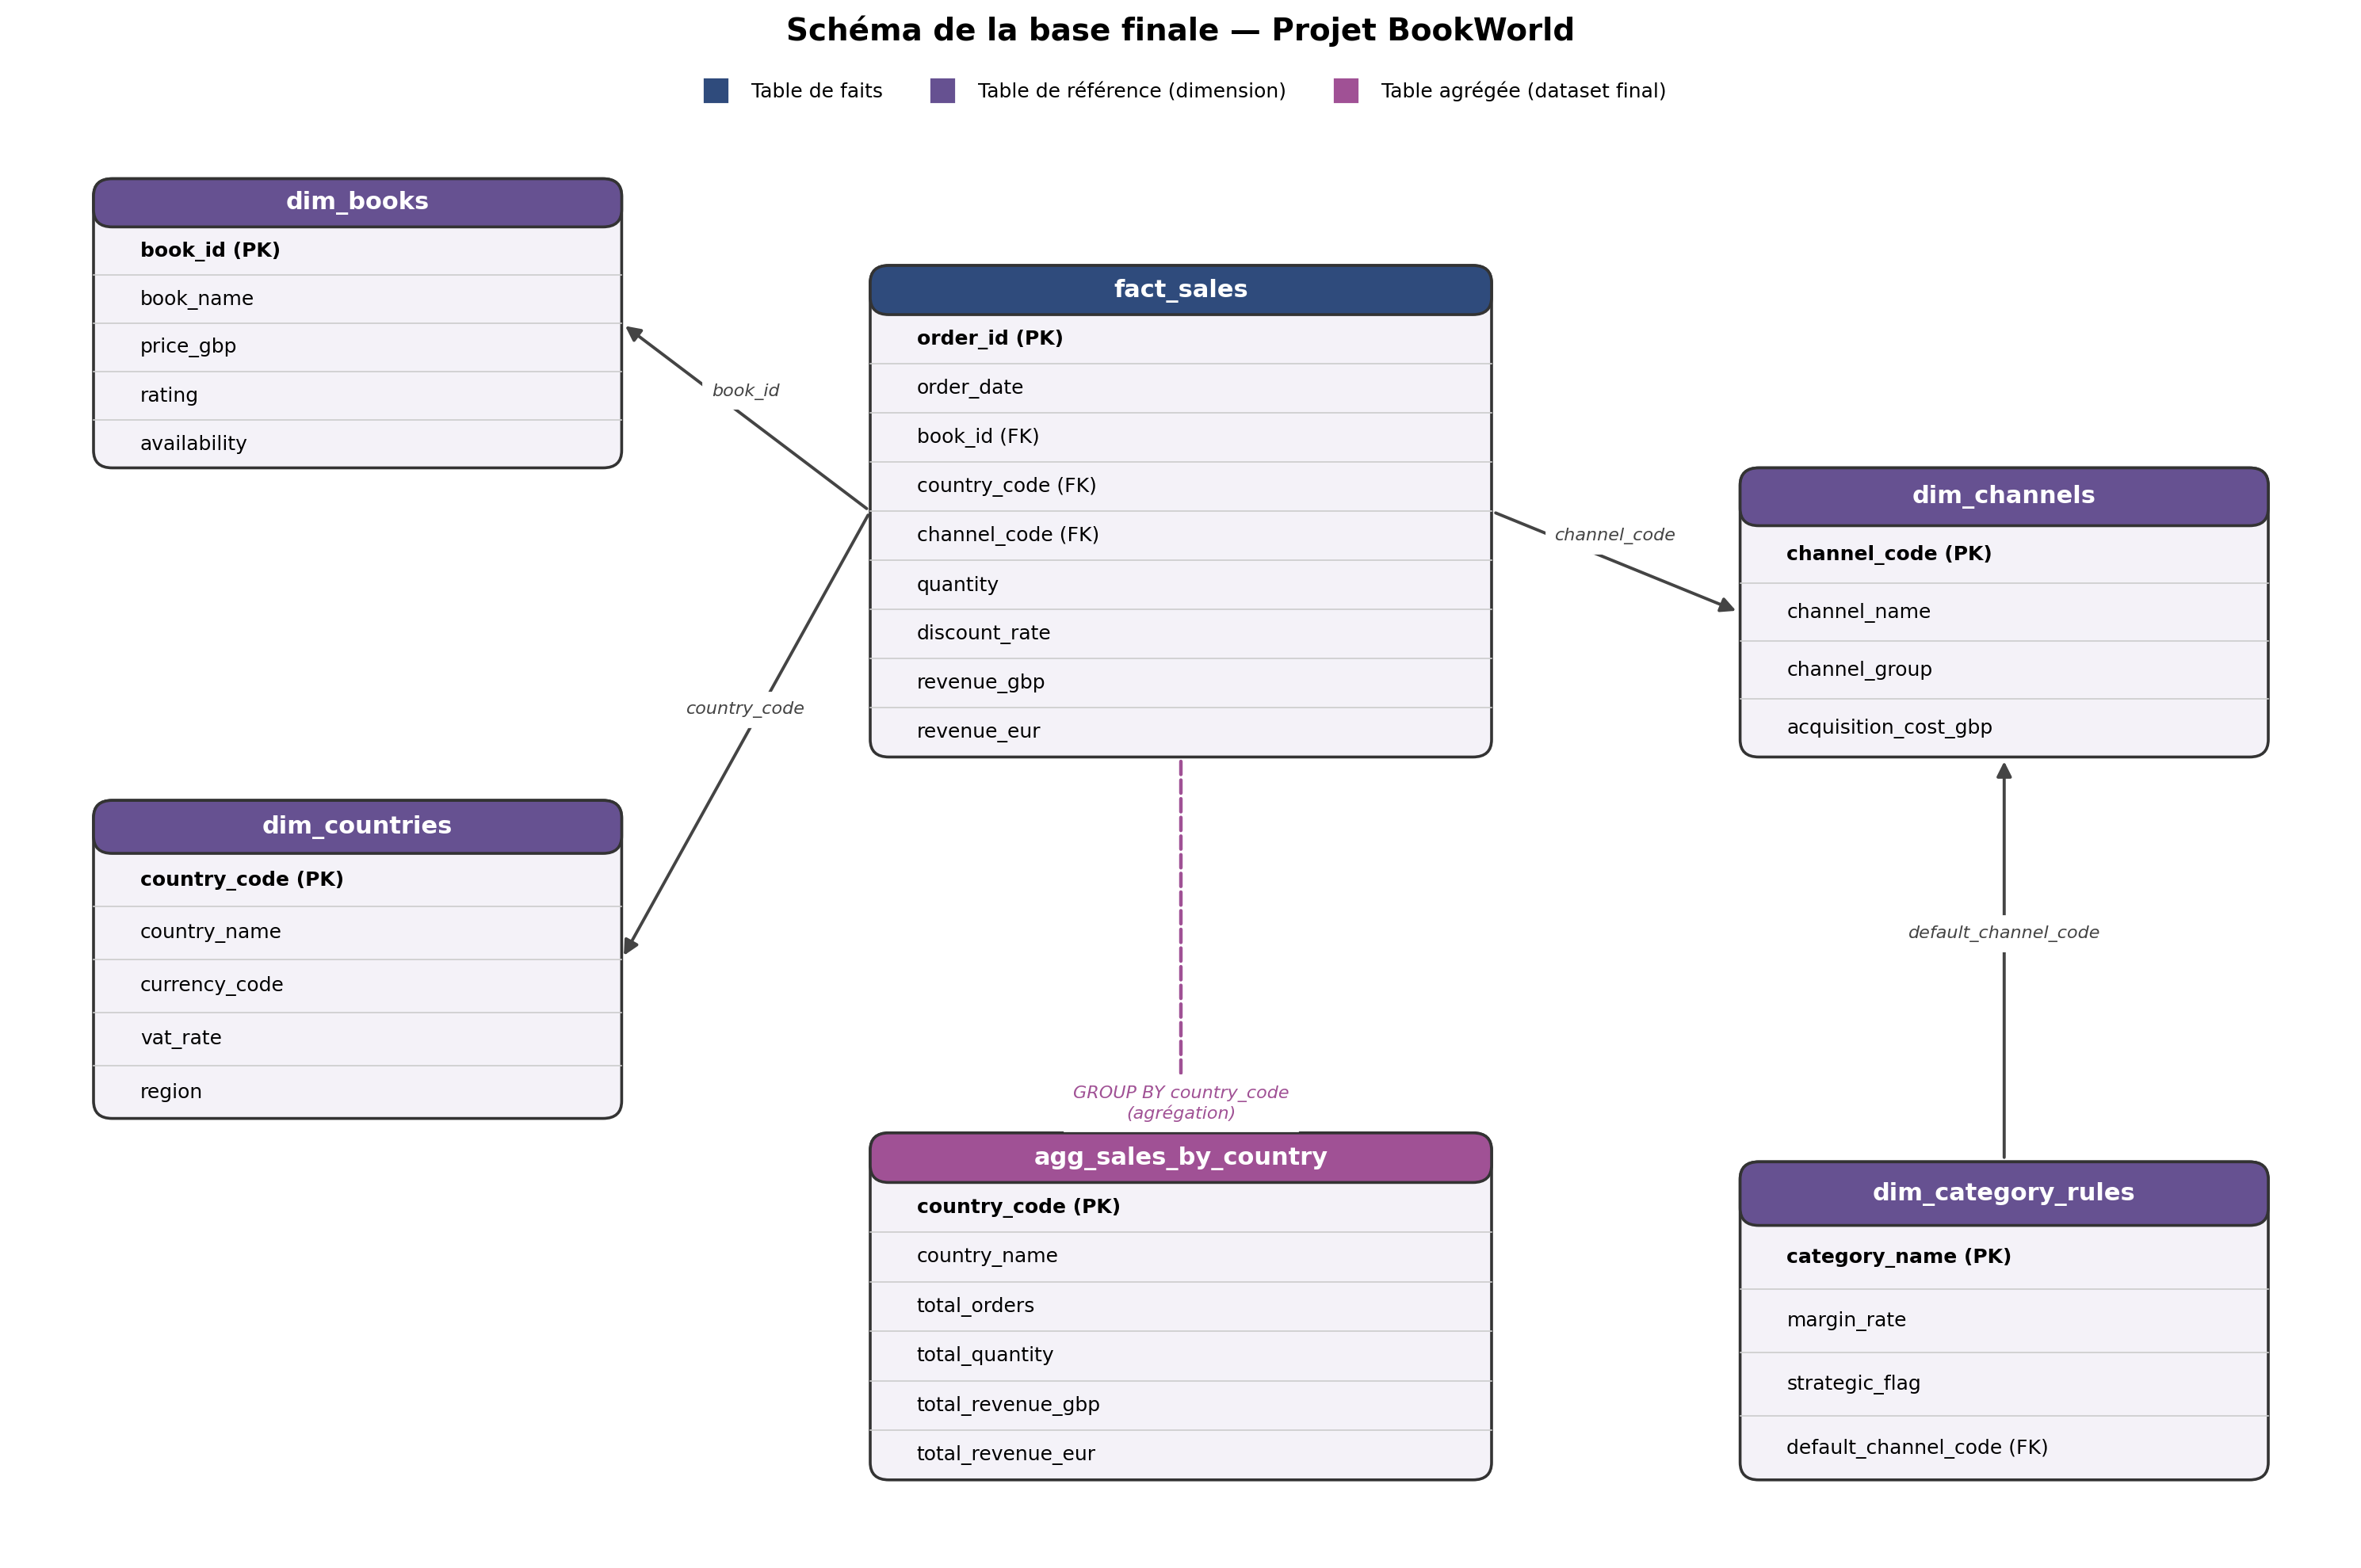 Schéma de la base finale — Projet BookWorld
Table de faits
Table de référence (dimension)
Table agrégée (dataset final)
dim_books
book_id (PK)
book_name
price_gbp
rating
availability
fact_sales
order_id (PK)
order_date
book_id (FK)
country_code (FK)
channel_code (FK)
quantity
discount_rate
revenue_gbp
revenue_eur
book_id
channel_code
country_code
dim_channels
channel_code (PK)
channel_name
channel_group
acquisition_cost_gbp
dim_countries
country_code (PK)
country_name
currency_code
vat_rate
region
default_channel_code
GROUP BY country_code
(agrégation)
agg_sales_by_country
country_code (PK)
country_name
total_orders
total_quantity
total_revenue_gbp
total_revenue_eur
dim_category_rules
category_name (PK)
margin_rate
strategic_flag
default_channel_code (FK)